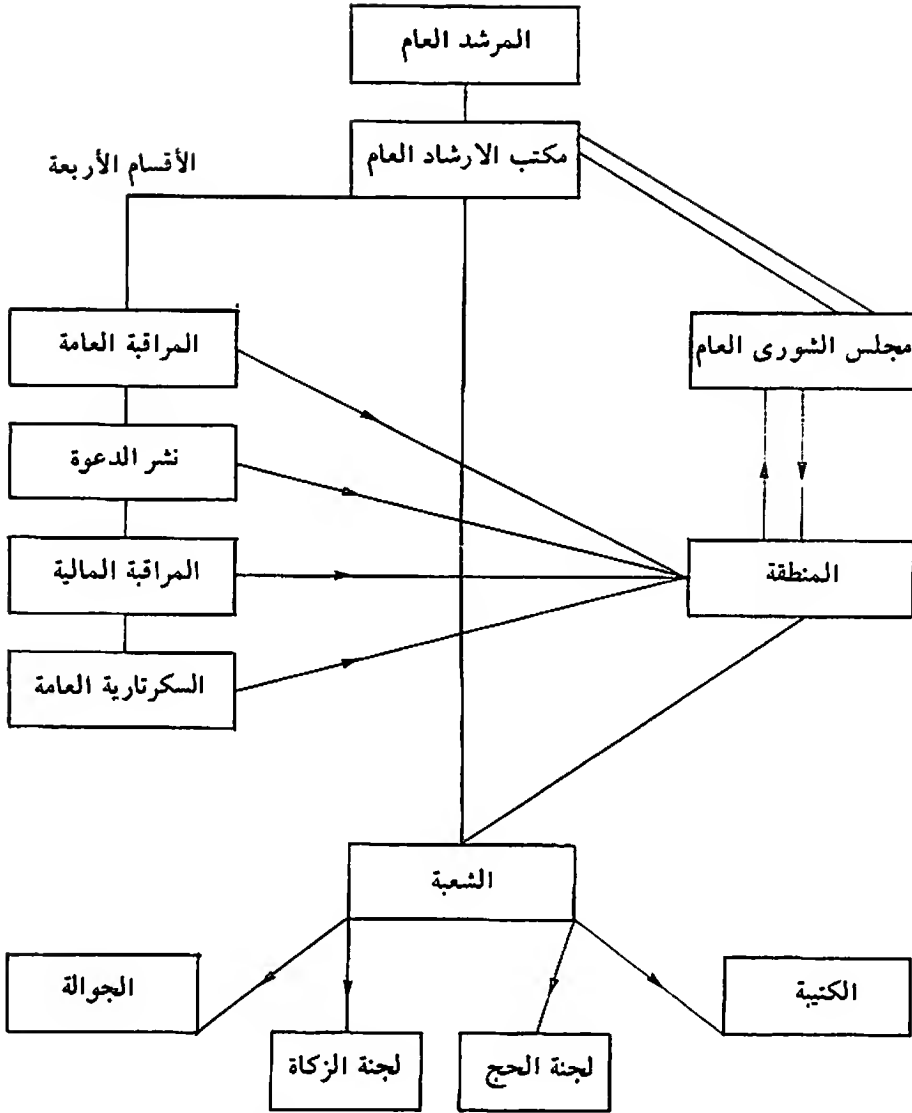 المرشد العام
مكتب الارشاد العام
الأقسام الأربعة
مجلس الشورى العام
المراقبة العامة
نشر الدعوة
المنطقة
المراقبة المالية
السكرتارية العامة
الشعبة
الكتيبة
الجوالة
لجنة الحج
لجنة الزكاة